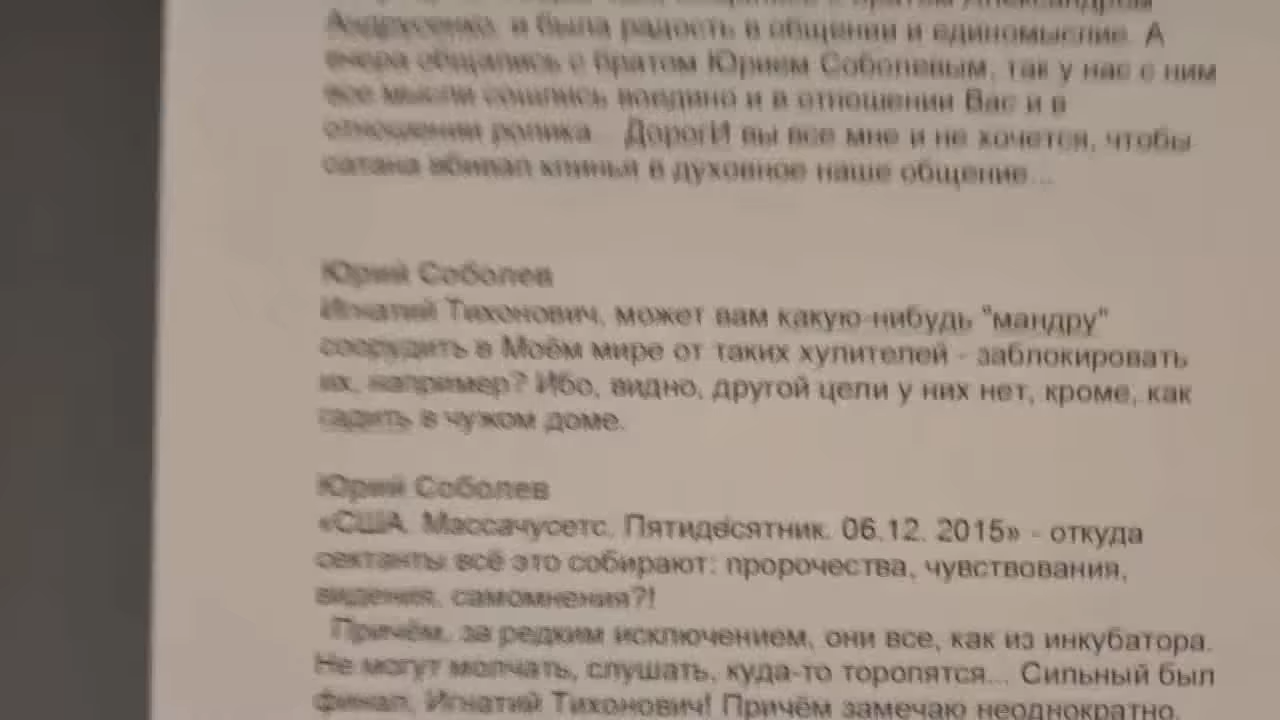 Андрусенко, и была радость в общении и единомыслие. А
вчера общались с братом Юрием Соболевым, так у нас с ним
все мысли сошлись воедино и в отношении Вас и в
отношении ролика... ДорогИ вы все мне и не хочется, чтобы
сатана вбивал клинья в духовное наше общение...
Юрий Соболев
Игнатий Тихонович, может вам какую-нибудь "мандру"
соорудить в Моём мире от таких хулителей - заблокировать
их, например? Ибо, видно, другой цели у них нет, кроме, как
гадить в чужом доме.
Юрий Соболев
«США. Массачусетс. Пятидесятник. 06.12. 2015» - откуда
сектанты всё это собирают: пророчества, чувствования,
видения, самомнения?!
Причём, за редким исключением, они все, как из инкубатора.
Не могут молчать, слушать, куда-то торопятся... Сильный был
финал, Игнатий Тихонович! Причём замечаю неоднократно,